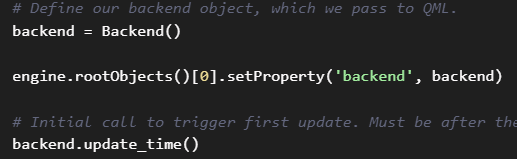 # Define our backend object, which we pass to QML.
backend = Backend()
engine.rootObjects()[0].setProperty('backend', backend)
# Initial call to trigger first update. Must be after the
backend.update_time()